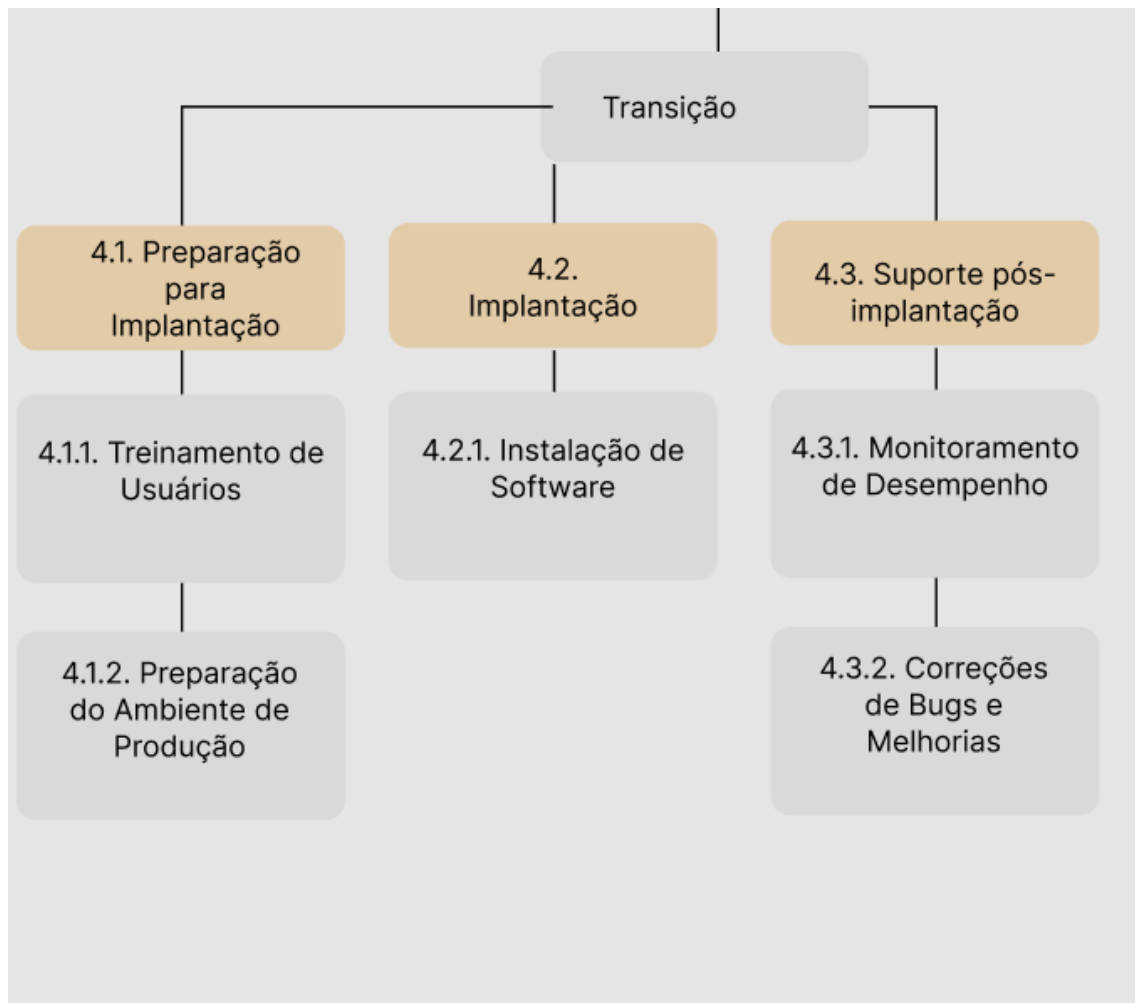 Transição
4.1. Preparação
para
Implantação
4.2.
Implantação
4.3. Suporte pós-
implantação
4.1.1. Treinamento de
Usuários
4.2.1. Instalação de
Software
4.3.1. Monitoramento
de Desempenho
4.1.2. Preparação
do Ambiente de
Produção
4.3.2. Correções
de Bugs e
Melhorias